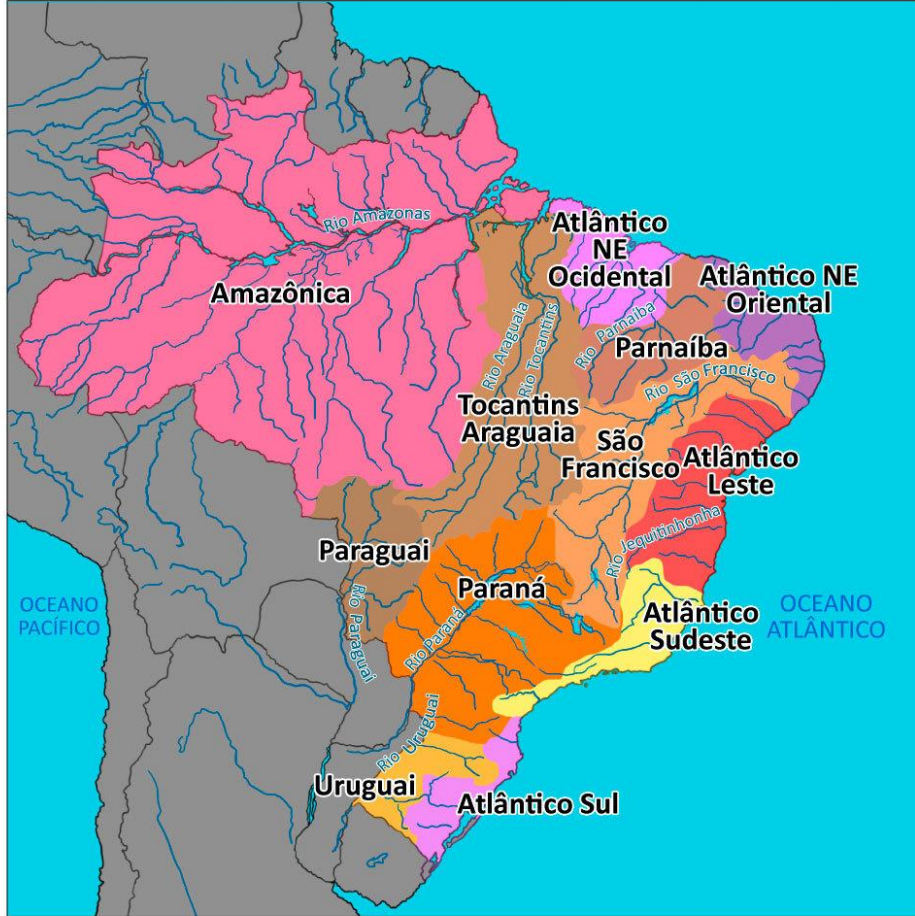 Rio Amazonas
Atlântico
NE
Ocidental
Atlântico NE
Oriental
Amazônica
Rio Araguaia
Rio Tocantins
Rio Parnaiba
Parnaíba
Rio São Francisco
Tocantins
Araguaia
São
Francisco
Atlântico
Leste
Rio Jequitinhonha
Paraguai
Paraná
Rio Paraguai
Rio Paraná
OCEANO
PACÍFICO
Atlântico
Sudeste
OCEANO
ATLÂNTICO
Rio Uruguai
Uruguai
Atlântico Sul